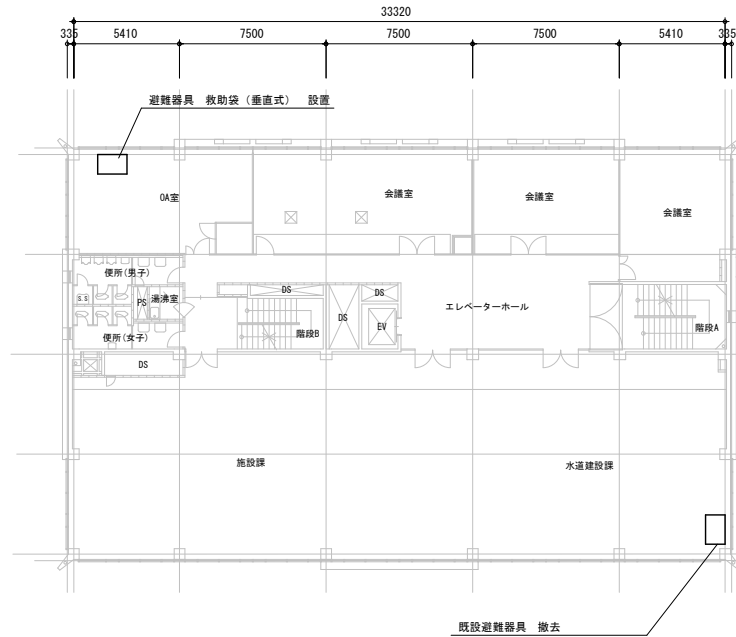 33320
335 5410 7500 7500 7500 5410 335
避難器具 救助袋（垂直式） 設置
OA室
会議室
会議室
会議室
便所(男子)
S.S
PS
湯沸室
DS
DS
DS
EV
エレベーターホール
階段B
階段A
便所(女子)
DS
施設課
水道建設課
既設避難器具 撤去